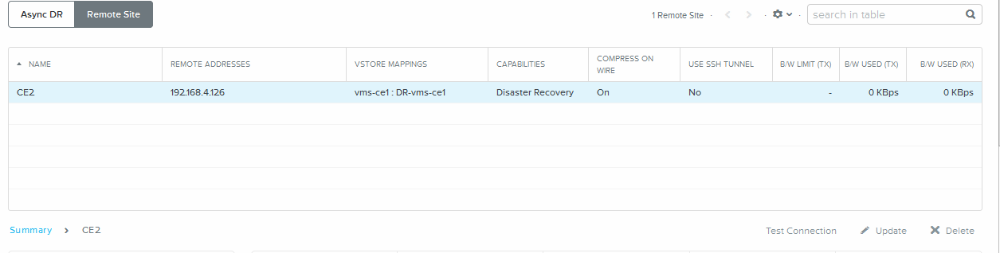 Async DR Remote Site 1 Remote Site · · · search in table
NAME REMOTE ADDRESSES VSTORE MAPPINGS CAPABILITIES COMPRESS ON WIRE USE SSH TUNNEL B/W LIMIT (TX) B/W USED (TX) B/W USED (RX)
CE2 192.168.4.126 vms-ce1 : DR-vms-ce1 Disaster Recovery On No - 0 KBps 0 KBps
Summary > CE2 Test Connection Update Delete